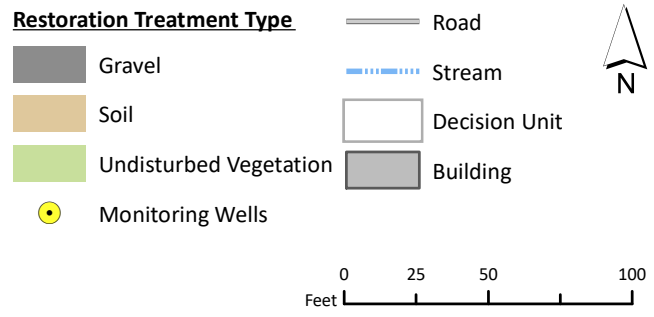 Restoration Treatment Type
Gravel
Soil
Undisturbed Vegetation
Monitoring Wells
Road
Stream
Decision Unit
Building
N
0 25 50 100
Feet